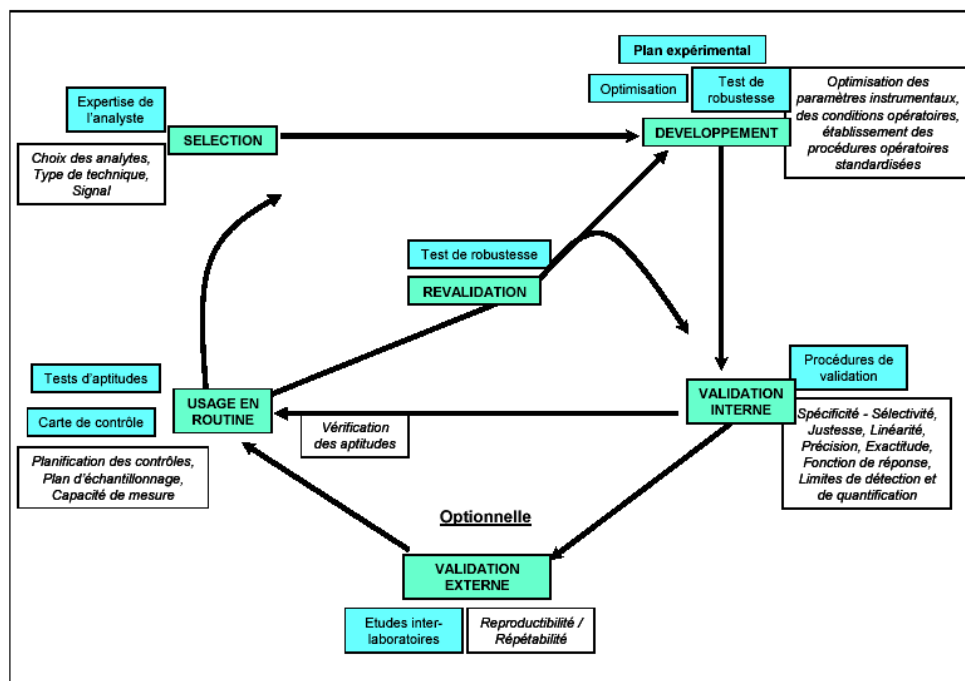 Plan expérimental
Optimisation
Test de
robustesse
Optimisation des
paramètres instrumentaux,
des conditions opératoires,
établissement des
procédures opératoires
standardisées
Expertise de
l'analyste
SELECTION
DEVELOPPEMENT
Choix des analytes,
Type de technique,
Signal
Test de robustesse
REVALIDATION
Tests d'aptitudes
Carte de contrôle
USAGE EN
ROUTINE
Planification des contrôles,
Plan d'échantillonnage,
Capacité de mesure
Vérification
des aptitudes
VALIDATION
INTERNE
Procédures de
validation
Spécificité - Sélectivité,
Justesse, Linéarité,
Précision, Exactitude,
Fonction de réponse,
Limites de détection et
de quantification
Optionnelle
VALIDATION
EXTERNE
Etudes inter-
laboratoires
Reproductibilité /
Répétabilité